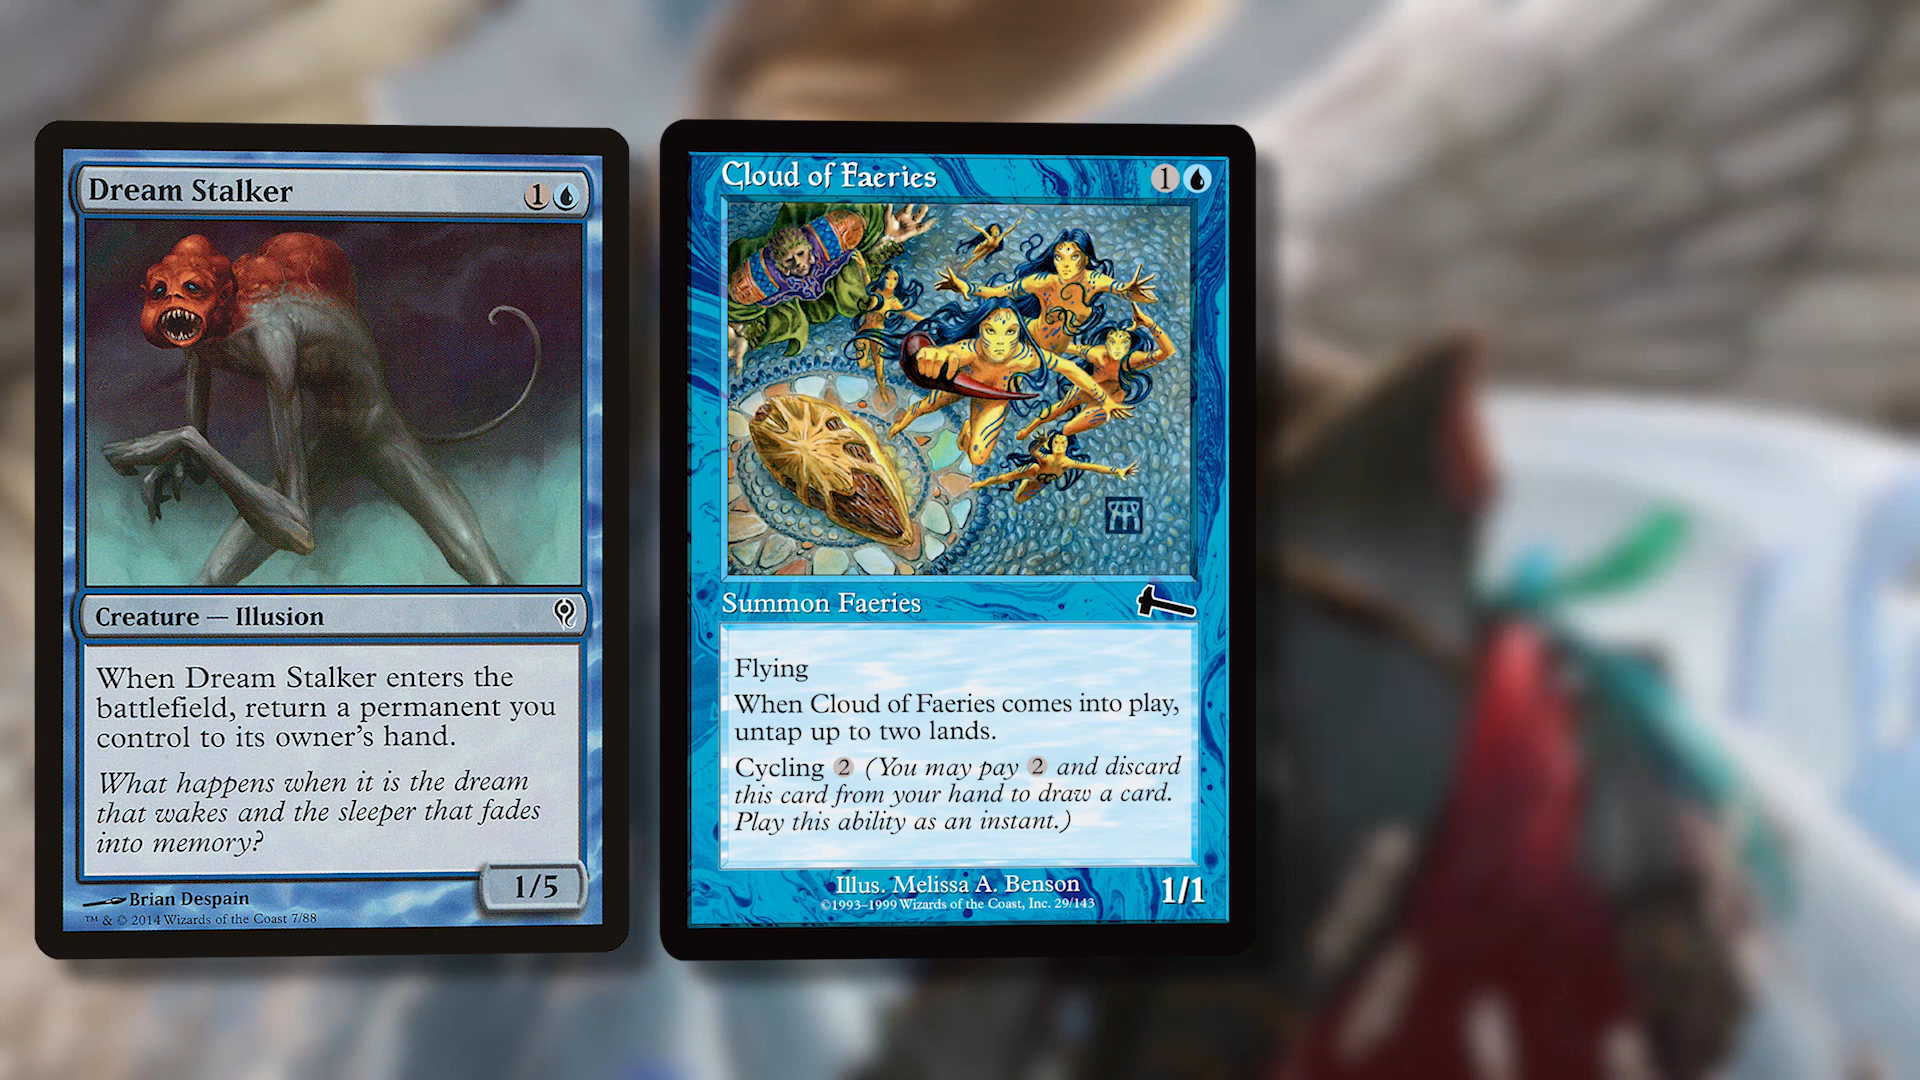 Dream Stalker
1
Creature — Illusion
When Dream Stalker enters the
battlefield, return a permanent you
control to its owner's hand.
What happens when it is the dream
that wakes and the sleeper that fades
into memory?
1/5
Brian Despain
™ & © 2014 Wizards of the Coast 7/88
Cloud of Faeries
1
Summon Faeries
Flying
When Cloud of Faeries comes into play,
untap up to two lands.
Cycling 2 (You may pay 2 and discard
this card from your hand to draw a card.
Play this ability as an instant.)
Illus. Melissa A. Benson
©1993–1999 Wizards of the Coast, Inc. 29/143
1/1